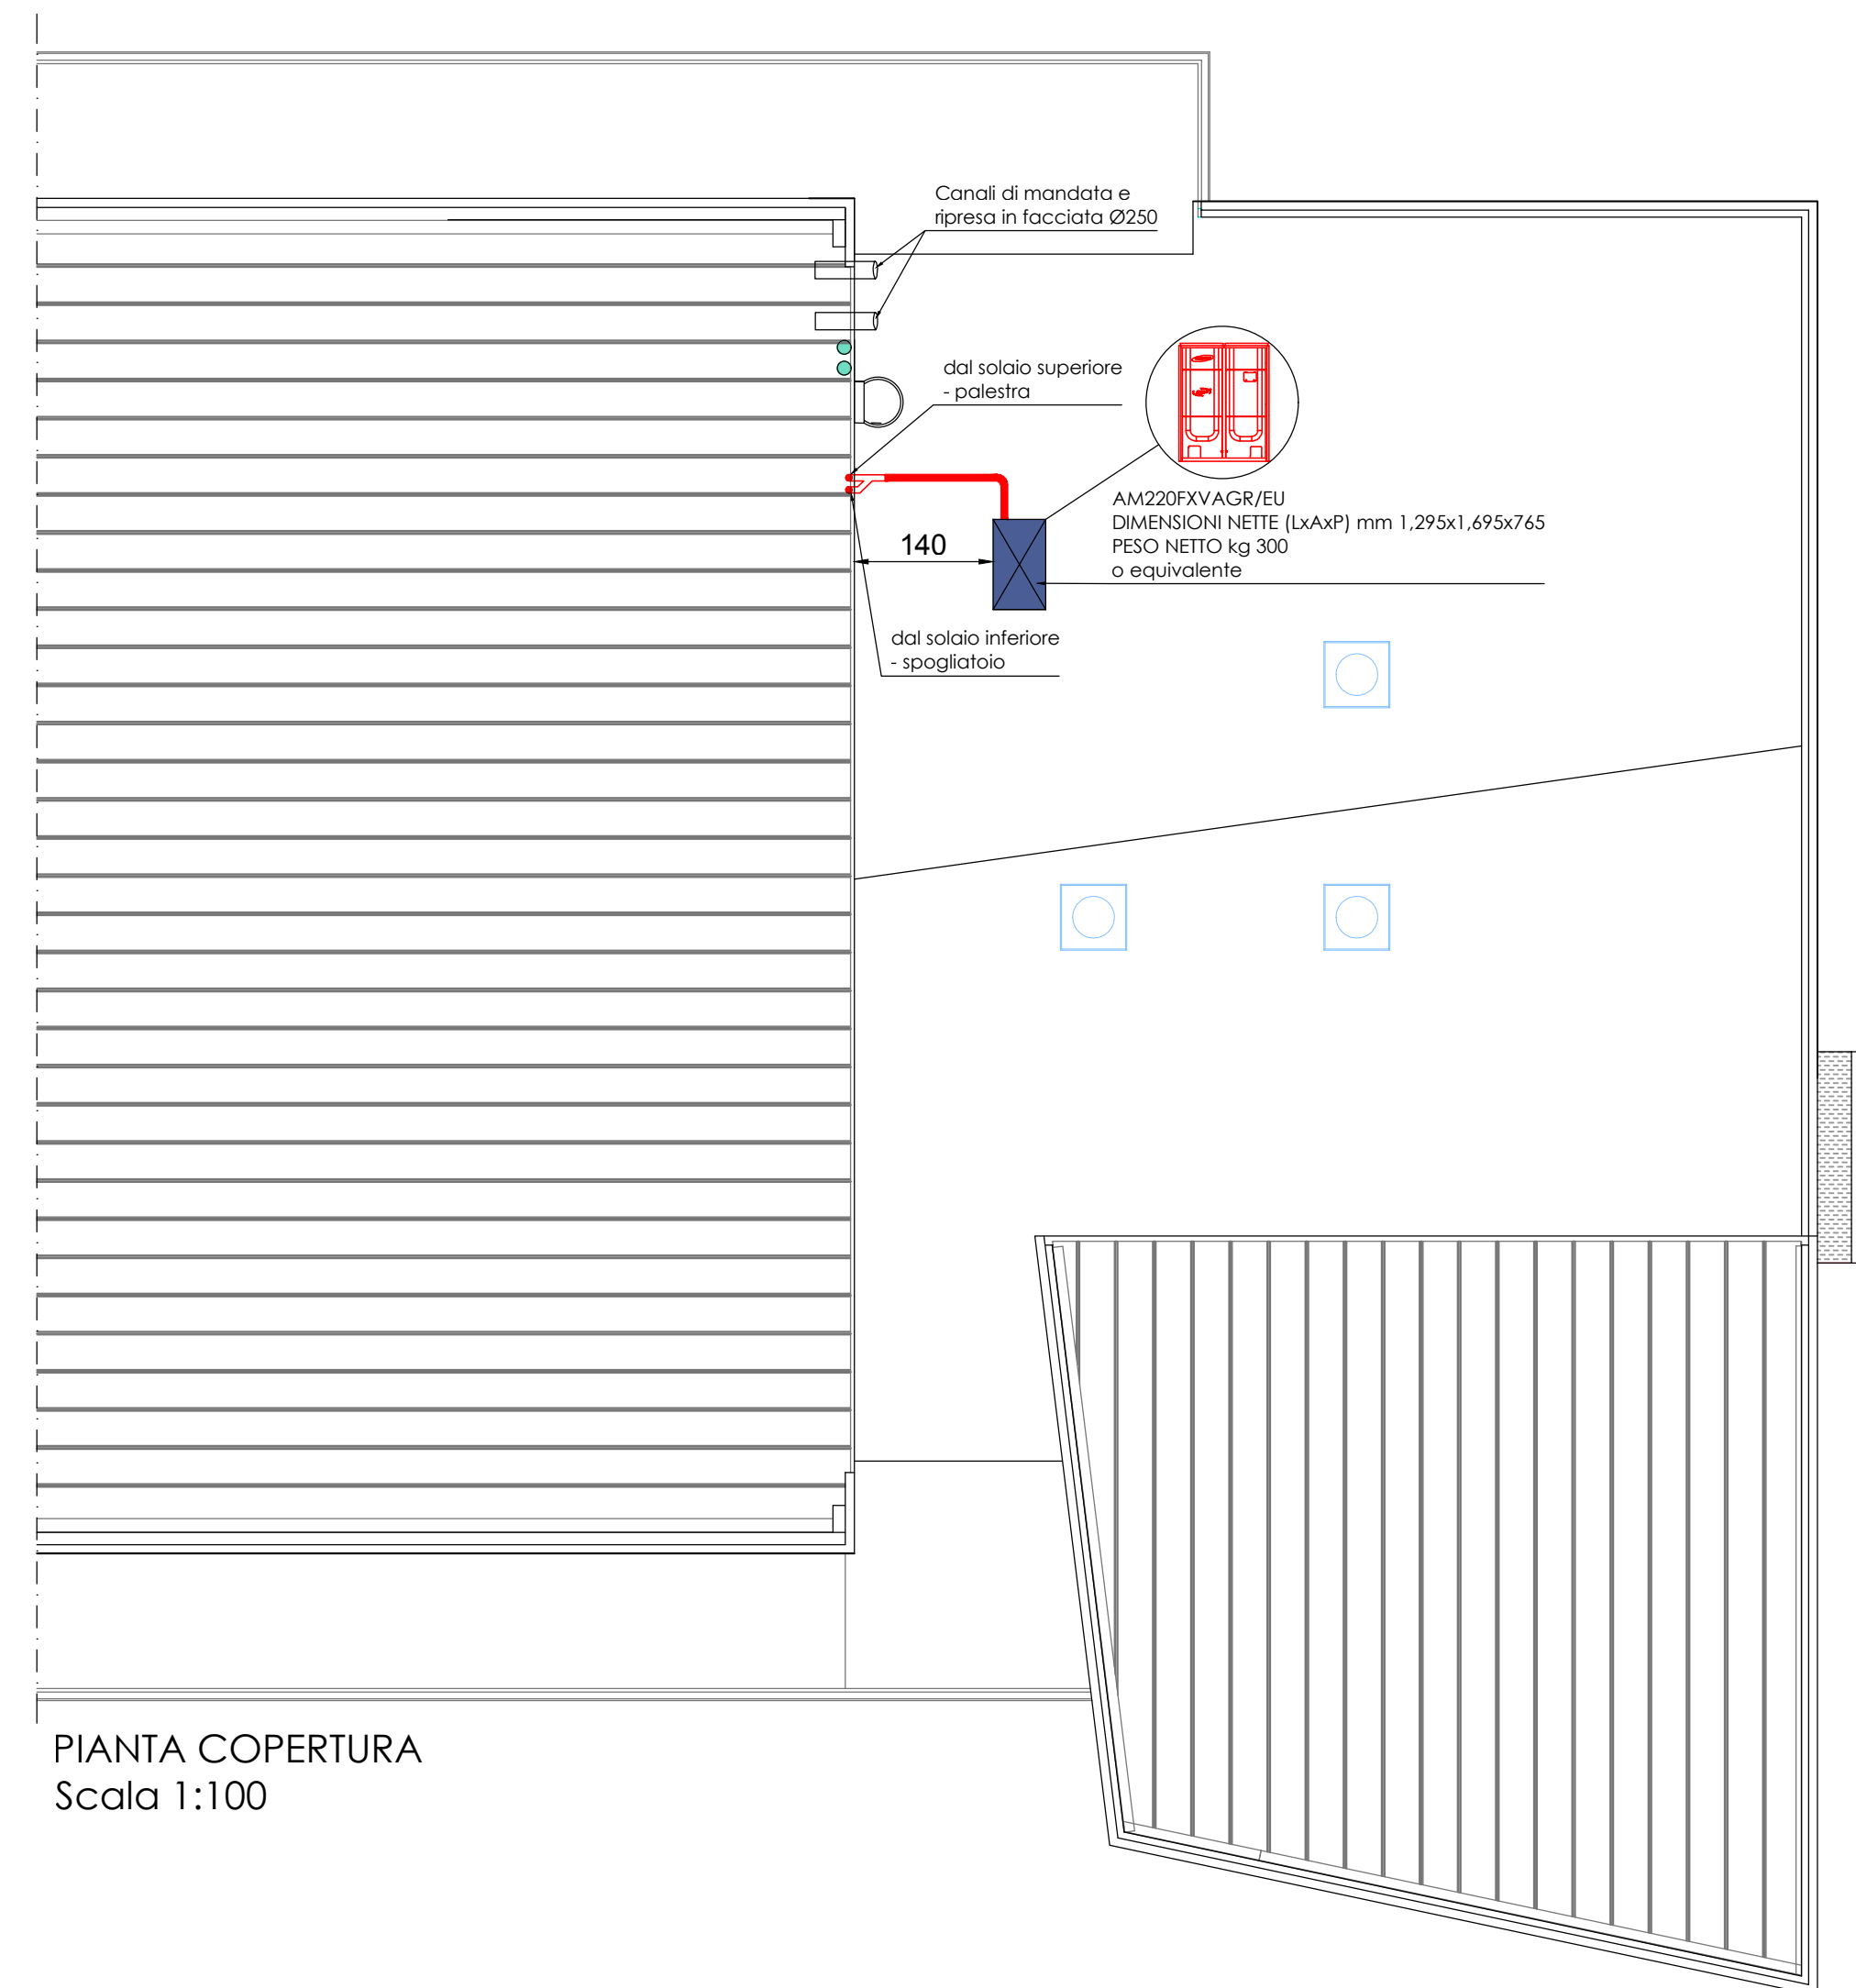 Canali di mandata e
ripresa in facciata Ø250
dal solaio superiore
- palestra
AM220FXVAGR/EU
DIMENSIONI NETTE (LxAxP) mm 1,295x1,695x765
PESO NETTO kg 300
o equivalente
140
dal solaio inferiore
- spogliatoio
PIANTA COPERTURA
Scala 1:100